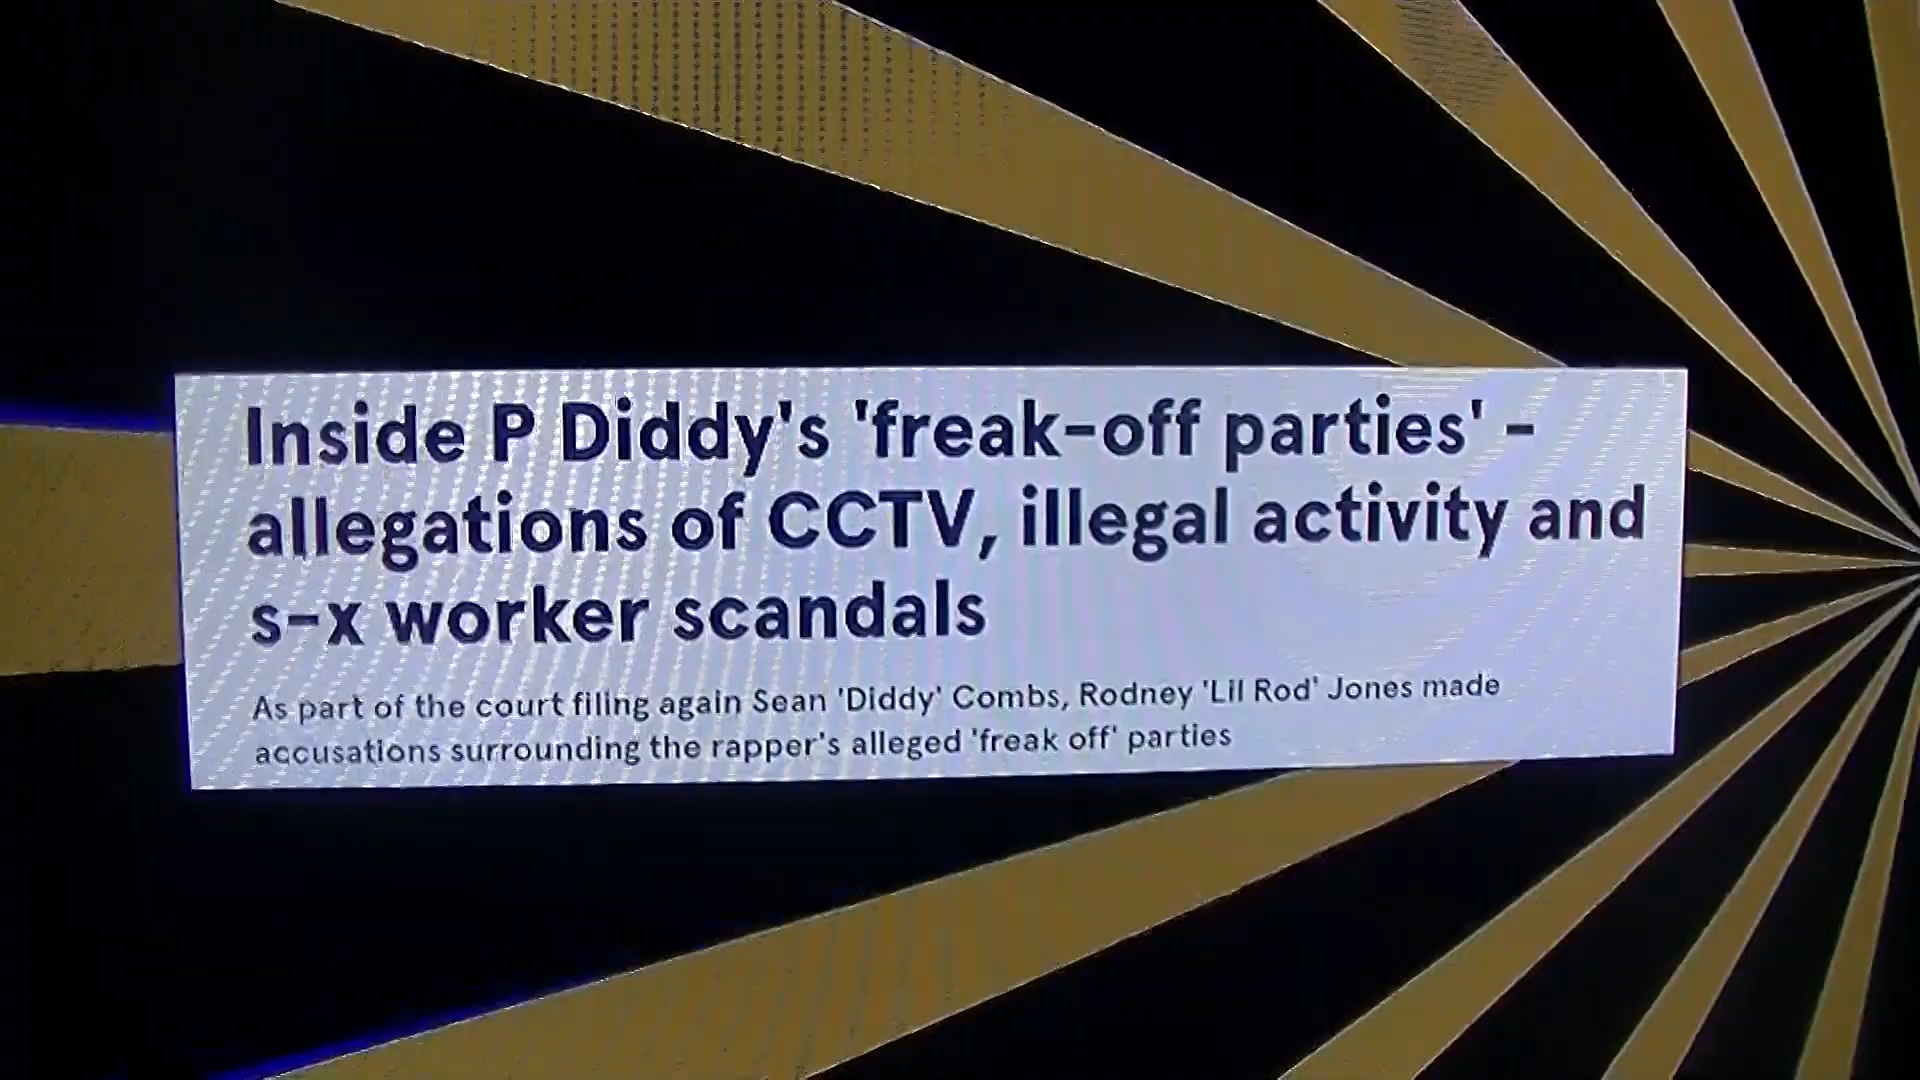 Inside P Diddy's 'freak-off parties' -
allegations of CCTV, illegal activity and
s-x worker scandals
As part of the court filing again Sean 'Diddy' Combs, Rodney 'Lil Rod' Jones made
accusations surrounding the rapper's alleged 'freak off' parties